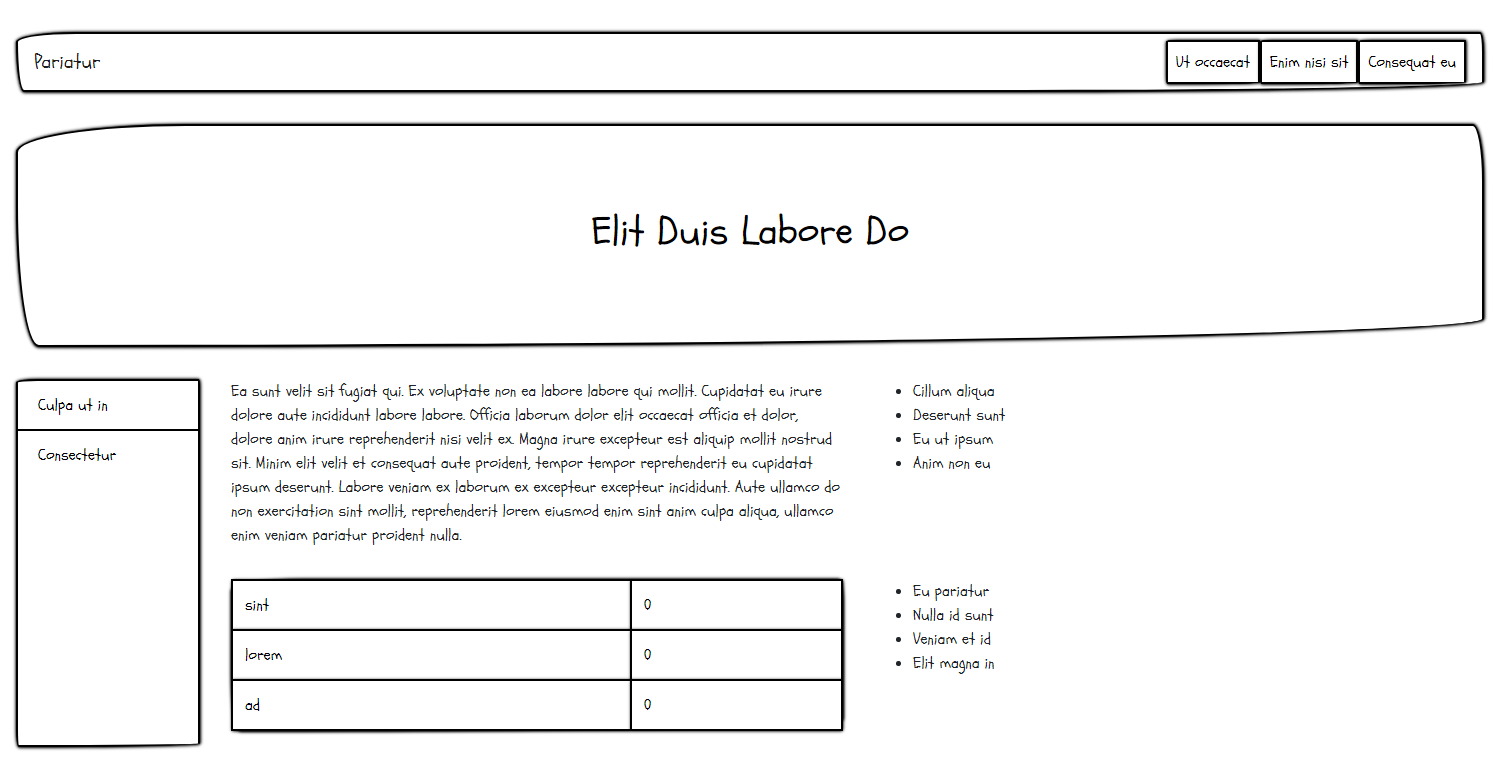 Pariatur
Ut occaecat
Enim nisi sit
Consequat eu
Elit Duis Labore Do
Culpa ut in
Consectetur
Ea sunt velit sit fugiat qui. Ex voluptate non ea labore labore qui mollit. Cupidatat eu irure
dolore aute incididunt labore labore. Officia laborum dolor elit occaecat officia et dolor,
dolore anim irure reprehenderit nisi velit ex. Magna irure excepteur est aliquip mollit nostrud
sit. Minim elit velit et consequat aute proident, tempor tempor reprehenderit eu cupidatat
ipsum deserunt. Labore veniam ex laborum ex excepteur excepteur incididunt. Aute ullamco do
non exercitation sint mollit, reprehenderit lorem eiusmod enim sint anim culpa aliqua, ullamco
enim veniam pariatur proident nulla.
Cillum aliqua
Deserunt sunt
Eu ut ipsum
Anim non eu
sint 0
lorem 0
ad 0
Eu pariatur
Nulla id sunt
Veniam et id
Elit magna in